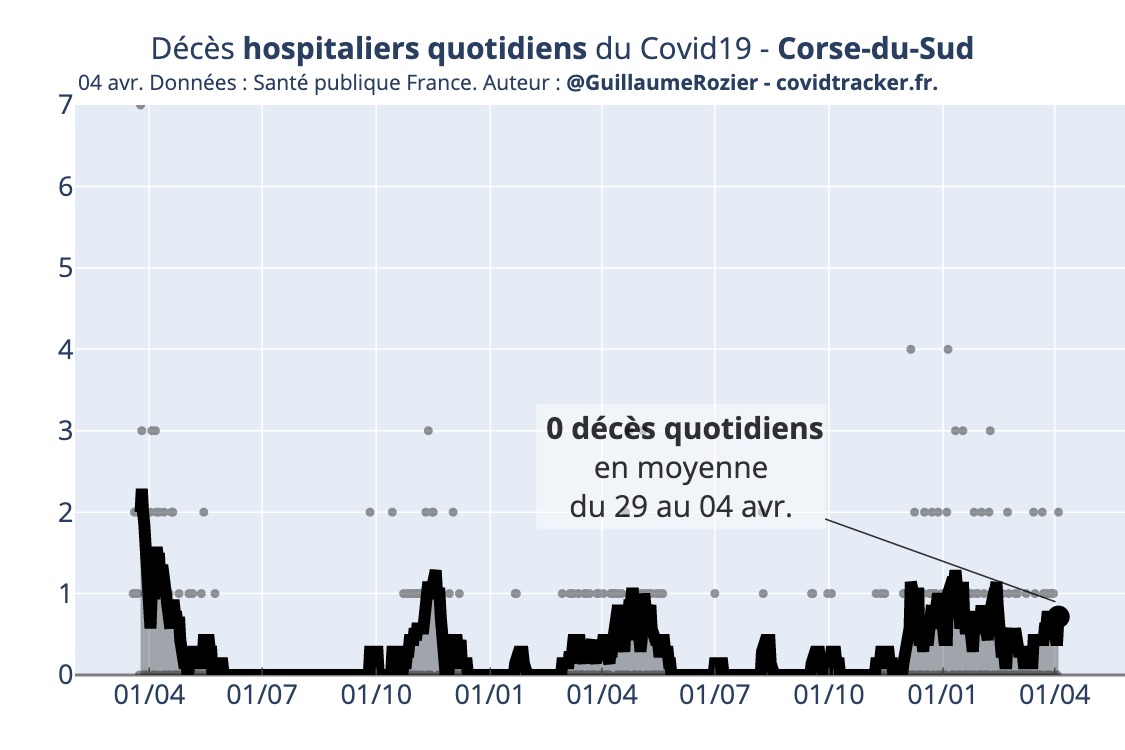 Décès hospitaliers quotidiens du Covid19 - Corse-du-Sud
04 avr. Données : Santé publique France. Auteur : @GuillaumeRozier - covidtracker.fr.
7
6
5
4
3
2
1
0
0 décès quotidiens
en moyenne
du 29 au 04 avr.
01/04 01/07 01/10 01/01 01/04 01/07 01/10 01/01 01/04